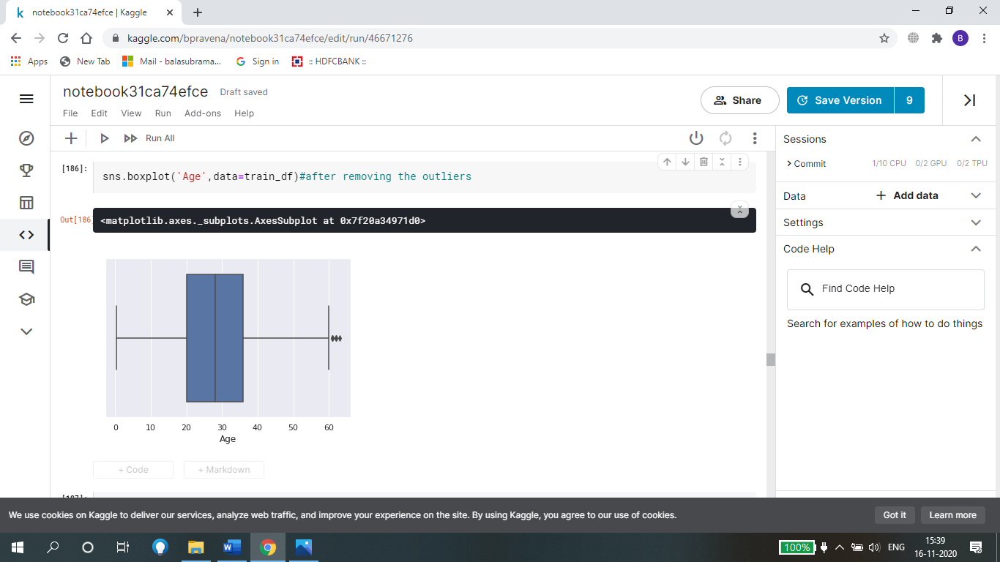 notebook31ca74efce | Kaggle
kaggle.com/bpravena/notebook31ca74efce/edit/run/46671276
B
Apps
New Tab
Mail - balasubrama...
Sign in
:: HDFCBANK ::
notebook31ca74efce
Draft saved
File Edit View Run Add-ons Help
Share
Save Version 9
Run All
[186]:
sns.boxplot('Age',data=train_df)#after removing the outliers
Out[186
<matplotlib.axes._subplots.AxesSubplot at 0x7f20a34971d0>
0 10 20 30 40 50 60
Age
+ Code + Markdown
[187]:
Sessions
Commit 1/10 CPU 0/2 GPU 0/2 TPU
Data + Add data
Settings
Code Help
Find Code Help
Search for examples of how to do things
We use cookies on Kaggle to deliver our services, analyze web traffic, and improve your experience on the site. By using Kaggle, you agree to our use of cookies.
Got it Learn more
100% ENG
15:39
16-11-2020